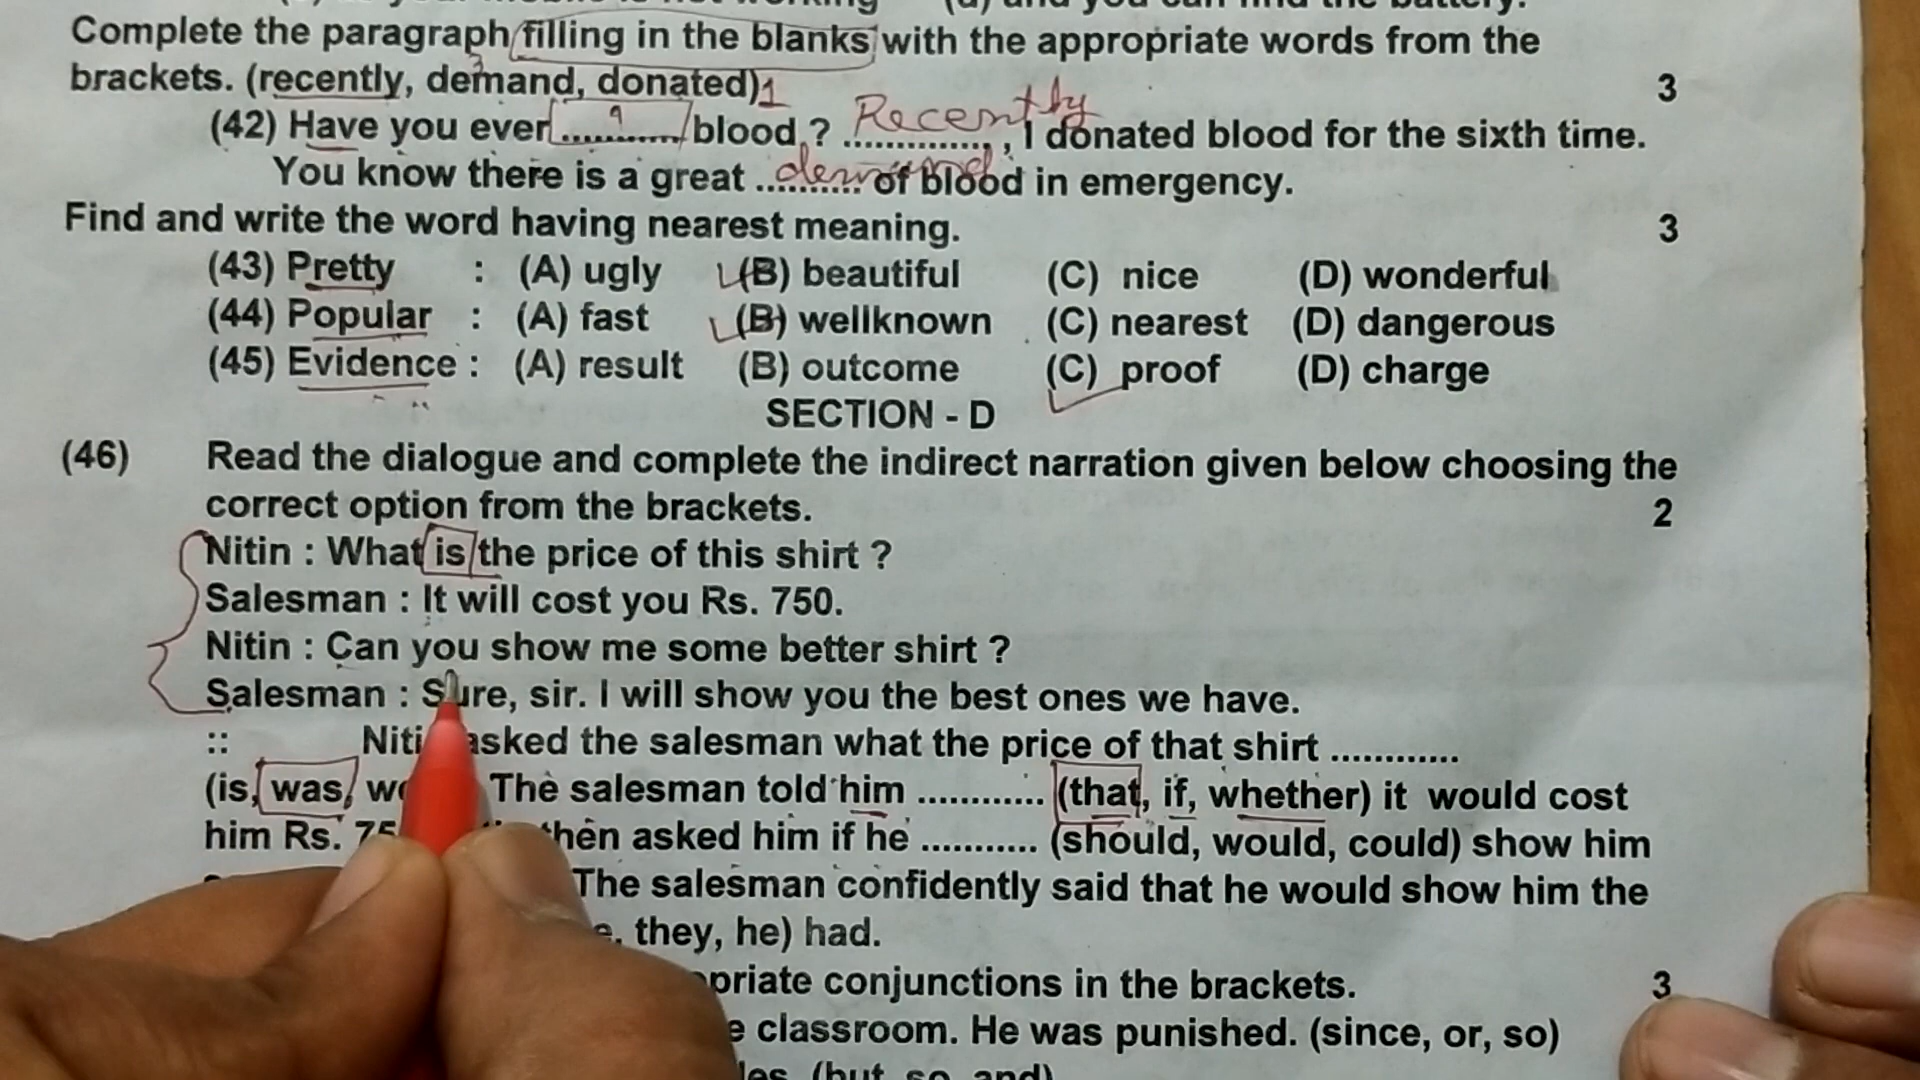 Complete the paragraph filling in the blanks with the appropriate words from the
brackets. (recently, demand, donated) 1 3
(42) Have you ever ............ blood ? Recently .............. , I donated blood for the sixth time.
You know there is a great demand .......... of blood in emergency.
Find and write the word having nearest meaning. 3
(43) Pretty : (A) ugly (B) beautiful (C) nice (D) wonderful
(44) Popular : (A) fast (B) wellknown (C) nearest (D) dangerous
(45) Evidence : (A) result (B) outcome (C) proof (D) charge
SECTION - D
(46) Read the dialogue and complete the indirect narration given below choosing the
correct option from the brackets. 2
Nitin : What is the price of this shirt ?
Salesman : It will cost you Rs. 750.
Nitin : Can you show me some better shirt ?
Salesman : Sure, sir. I will show you the best ones we have.
:: asked the salesman what the price of that shirt ............
(is, was, The salesman told him ............ (that, if, whether) it would cost
him Rs. then asked him if he ........... (should, would, could) show him
The salesman confidently said that he would show him the
they, he) had.
conjunctions in the brackets. 3
classroom. He was punished. (since, or, so)
(but, so, and)